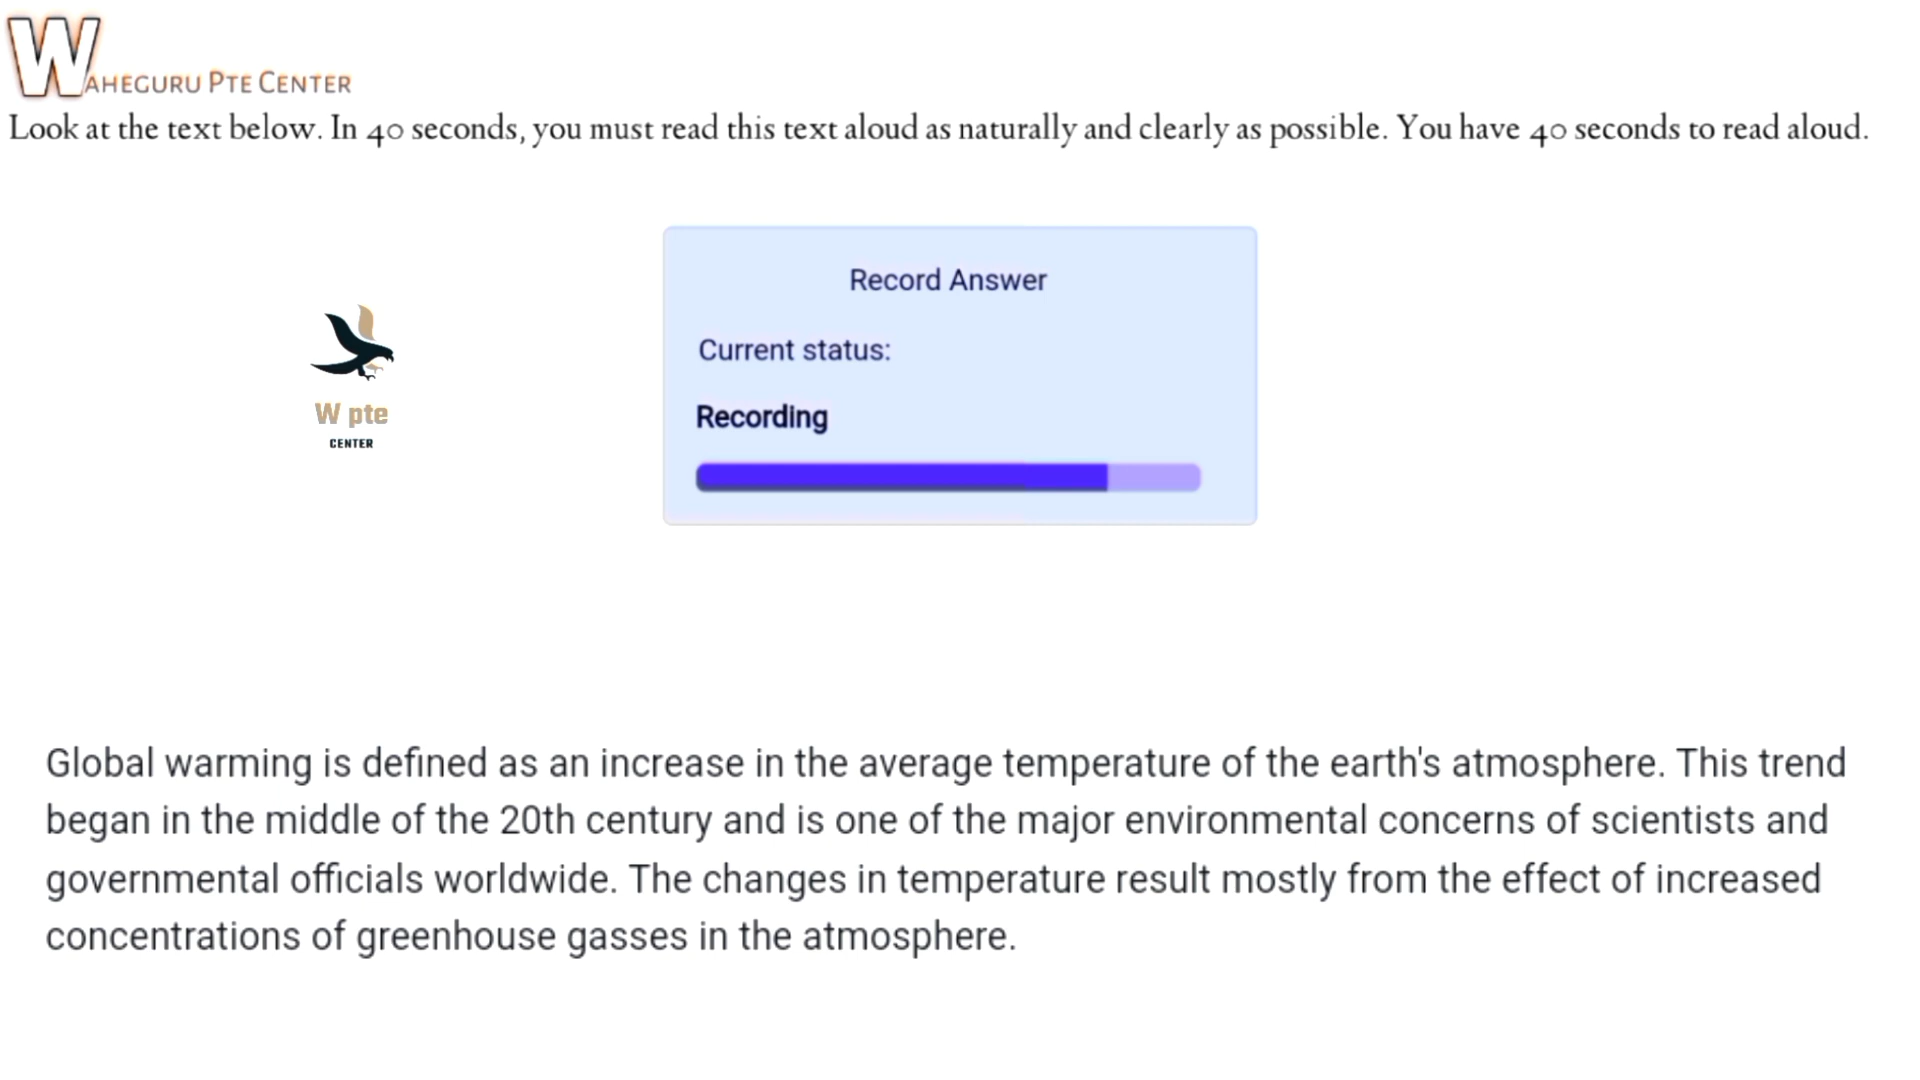 WAHEGURU PTE CENTER
Look at the text below. In 40 seconds, you must read this text aloud as naturally and clearly as possible. You have 40 seconds to read aloud.
Record Answer
Current status:
Recording
W pte
CENTER
Global warming is defined as an increase in the average temperature of the earth's atmosphere. This trend
began in the middle of the 20th century and is one of the major environmental concerns of scientists and
governmental officials worldwide. The changes in temperature result mostly from the effect of increased
concentrations of greenhouse gasses in the atmosphere.